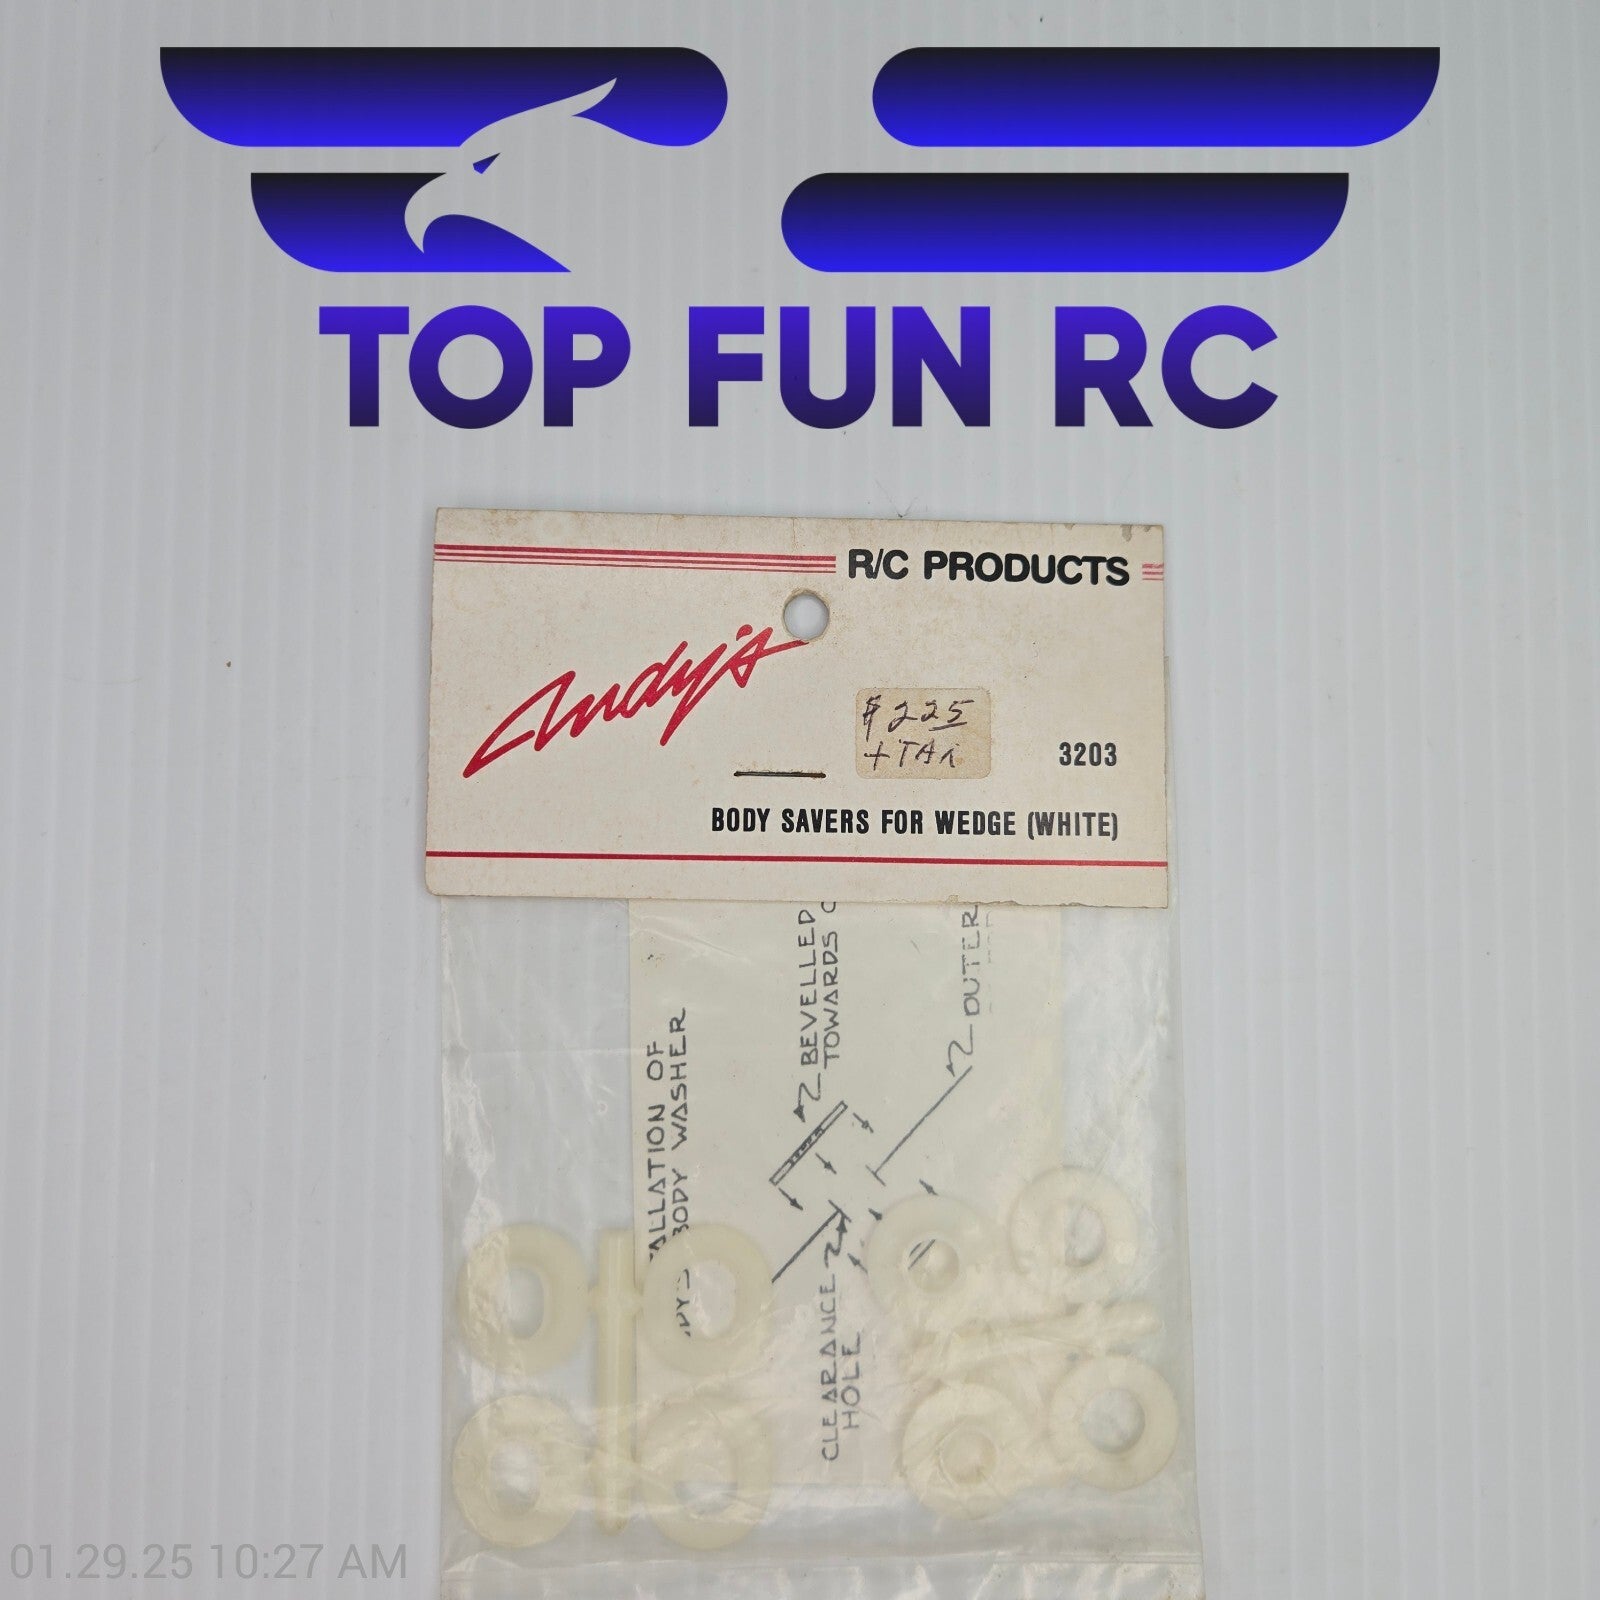 TOP FUN RC
R/C PRODUCTS
Andy's
$225
+TAX
3203
BODY SAVERS FOR WEDGE (WHITE)
BEVELLED
TOWARDS
OUTER
OF
BODY WASHER
CLEARANCE
HOLE
01.29.25 10:27 AM